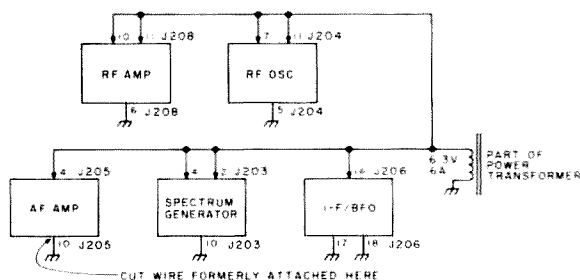 10 11 J208
7 11 J204
RF AMP
RF OSC
6 J208
5 J204
4 J205
4 2 J203
16 J206
6.3V
6A
PART OF
POWER
TRANSFORMER
AF AMP
SPECTRUM
GENERATOR
I-F/BFO
10 J205
10 J203
17 18 J206
CUT WIRE FORMERLY ATTACHED HERE